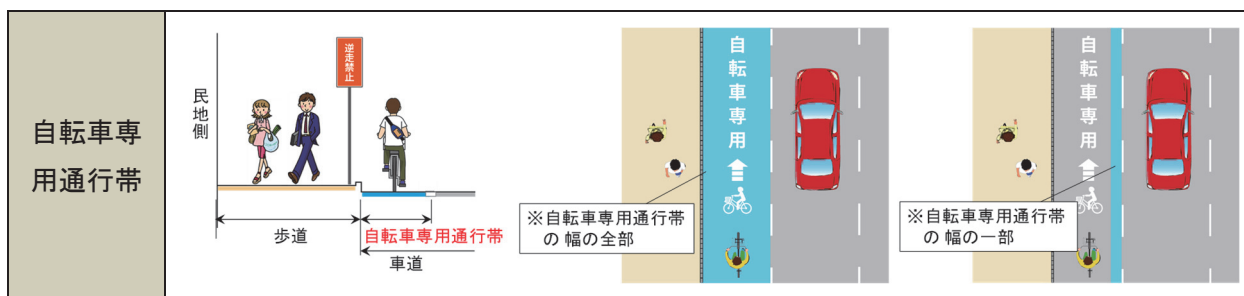 自転車専
用通行帯
民地側
逆走禁止
歩道
自転車専用通行帯
車道
自転車専用
※自転車専用通行帯
の 幅の全部
自転車専用
※自転車専用通行帯
の 幅の一部